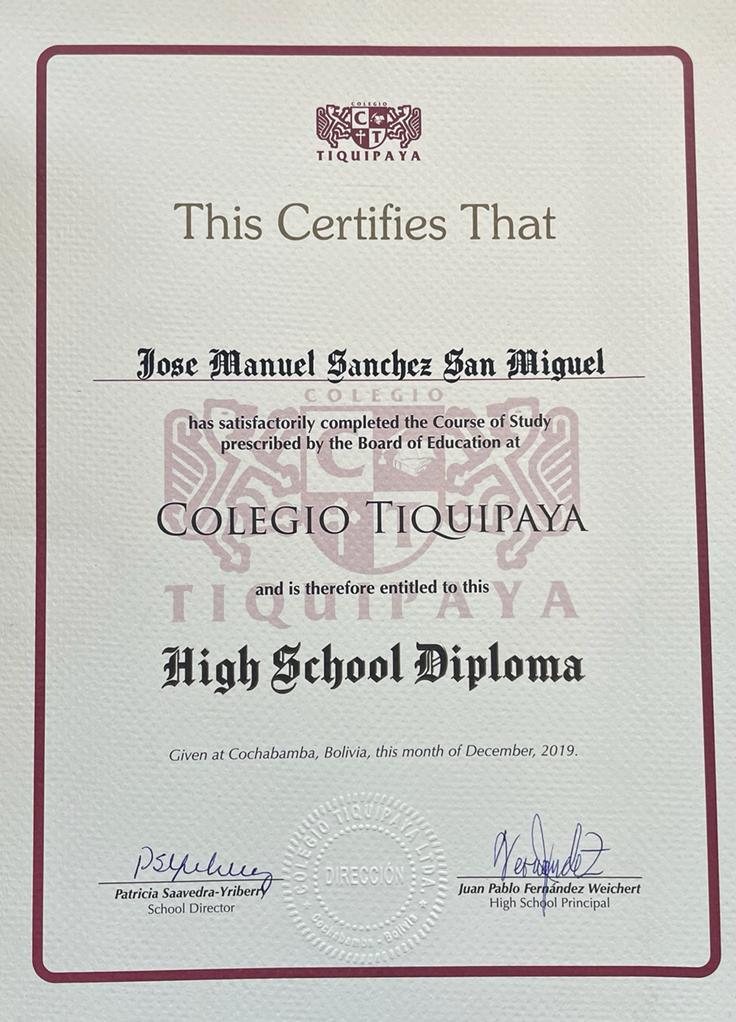 COLEGIO
C
T
TIQUIPAYA
This Certifies That
Jose Manuel Sanchez San Miguel
COLEGIO
has satisfactorily completed the Course of Study
prescribed by the Board of Education at
C
COLEGIO TIQUIPAYA
T
and is therefore entitled to this
TIQUIPAYA
High School Diploma
Given at Cochabamba, Bolivia, this month of December, 2019.
COLEGIO TIQUIPAYA LTDA.
DIRECCIÓN
Cochabamba - Bolivia
Patricia Saavedra-Yriberry
School Director
Juan Pablo Fernández Weichert
High School Principal